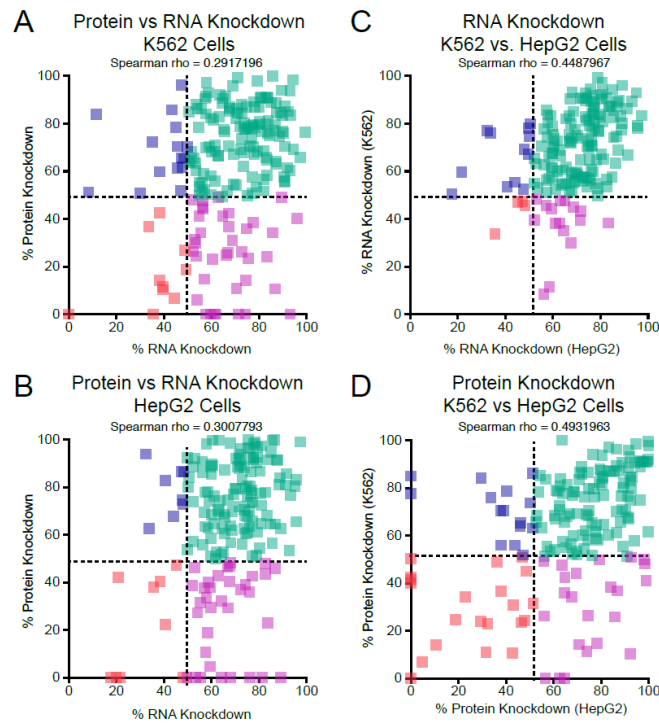 A
Protein vs RNA Knockdown
K562 Cells
Spearman rho = 0.2917196
% Protein Knockdown
100
80
60
40
20
0
0 20 40 60 80 100
% RNA Knockdown
C
RNA Knockdown
K562 vs. HepG2 Cells
Spearman rho = 0.4487967
% RNA Knockdown (K562)
100
80
60
40
20
0
0 20 40 60 80 100
% RNA Knockdown (HepG2)
B
Protein vs RNA Knockdown
HepG2 Cells
Spearman rho = 0.3007793
% Protein Knockdown
100
80
60
40
20
0
0 20 40 60 80 100
% RNA Knockdown
D
Protein Knockdown
K562 vs HepG2 Cells
Spearman rho = 0.4931963
% Protein Knockdown (K562)
100
80
60
40
20
0
0 20 40 60 80 100
% Protein Knockdown (HepG2)